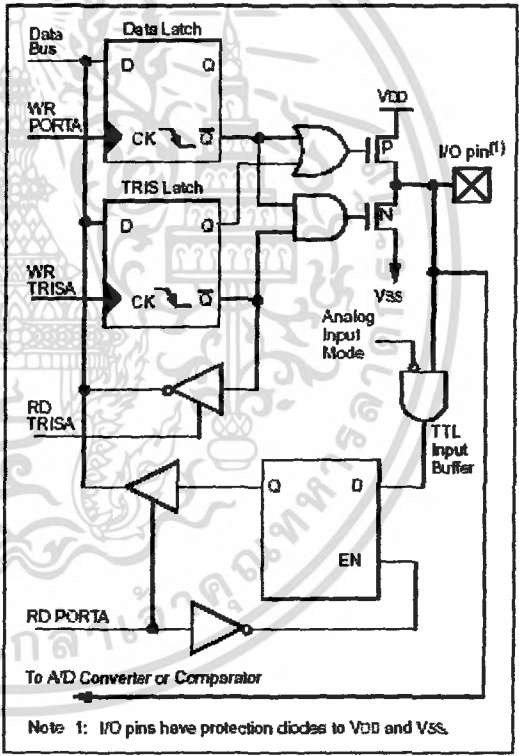 Data
Bus
Data Latch
D
Q
WR
PORTA
CK
Q
VDD
P
I/O pin(1)
TRIS Latch
D
Q
N
WR
TRISA
CK
Q
VSS
Analog
Input
Mode
RD
TRISA
TTL
Input
Buffer
Q
D
EN
RD PORTA
To A/D Converter or Comparator
Note 1: I/O pins have protection diodes to VDD and VSS.